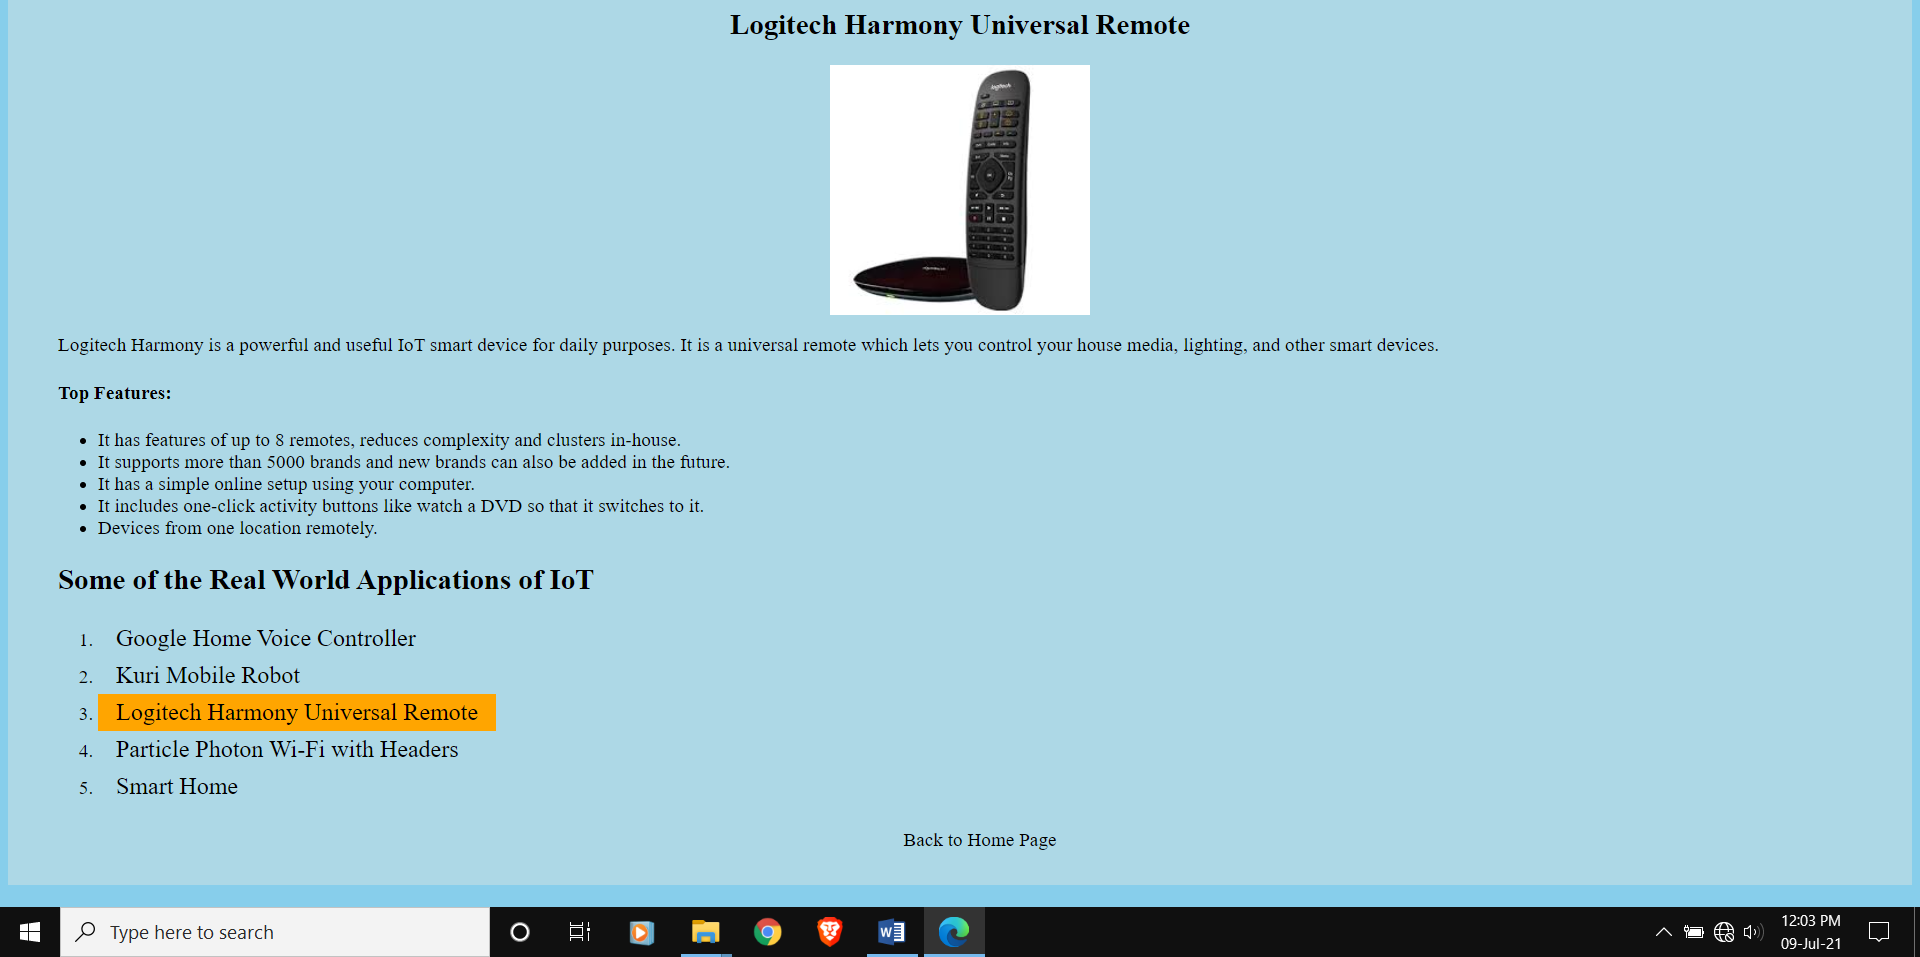 Logitech Harmony Universal Remote
logitech
Logitech Harmony is a powerful and useful IoT smart device for daily purposes. It is a universal remote which lets you control your house media, lighting, and other smart devices.
Top Features:
It has features of up to 8 remotes, reduces complexity and clusters in-house.
It supports more than 5000 brands and new brands can also be added in the future.
It has a simple online setup using your computer.
It includes one-click activity buttons like watch a DVD so that it switches to it.
Devices from one location remotely.
Some of the Real World Applications of IoT
1. Google Home Voice Controller
2. Kuri Mobile Robot
3. Logitech Harmony Universal Remote
4. Particle Photon Wi-Fi with Headers
5. Smart Home
Back to Home Page
Type here to search
12:03 PM
09-Jul-21